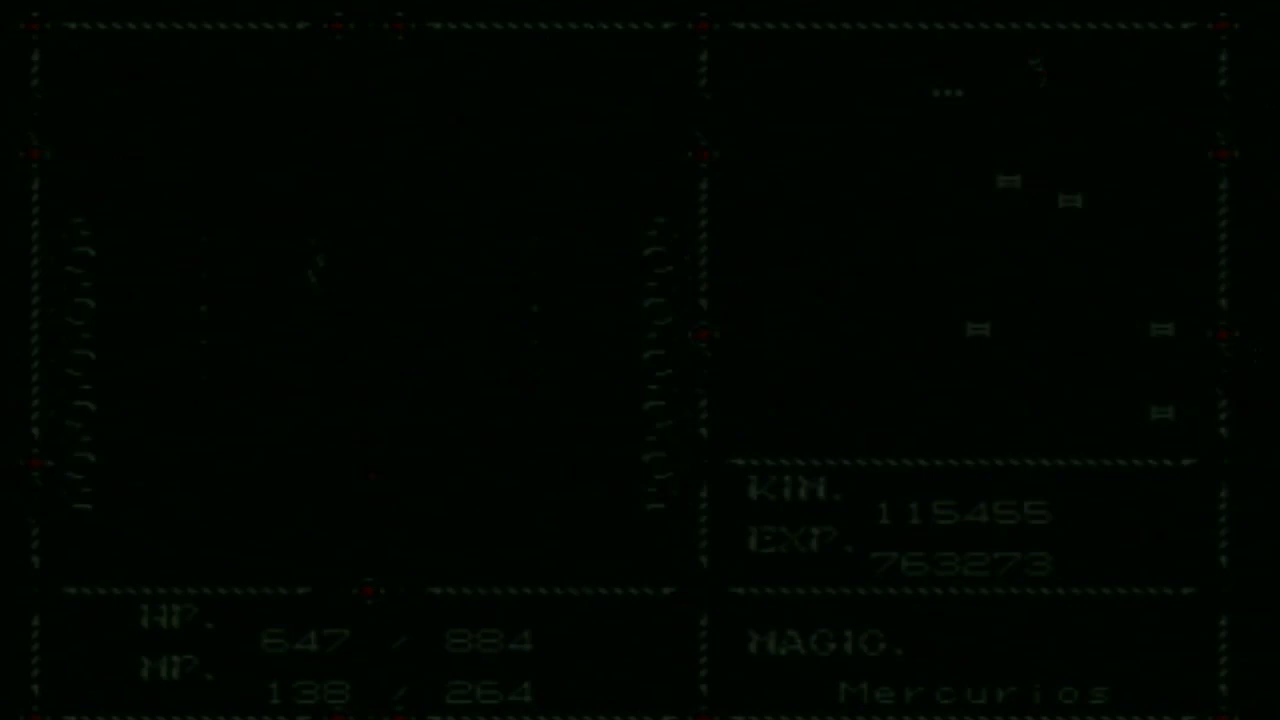 ...
KIN.
115455
EXP.
763273
HP.
647 / 884
MP.
138 / 264
MAGIC.
Mercurios